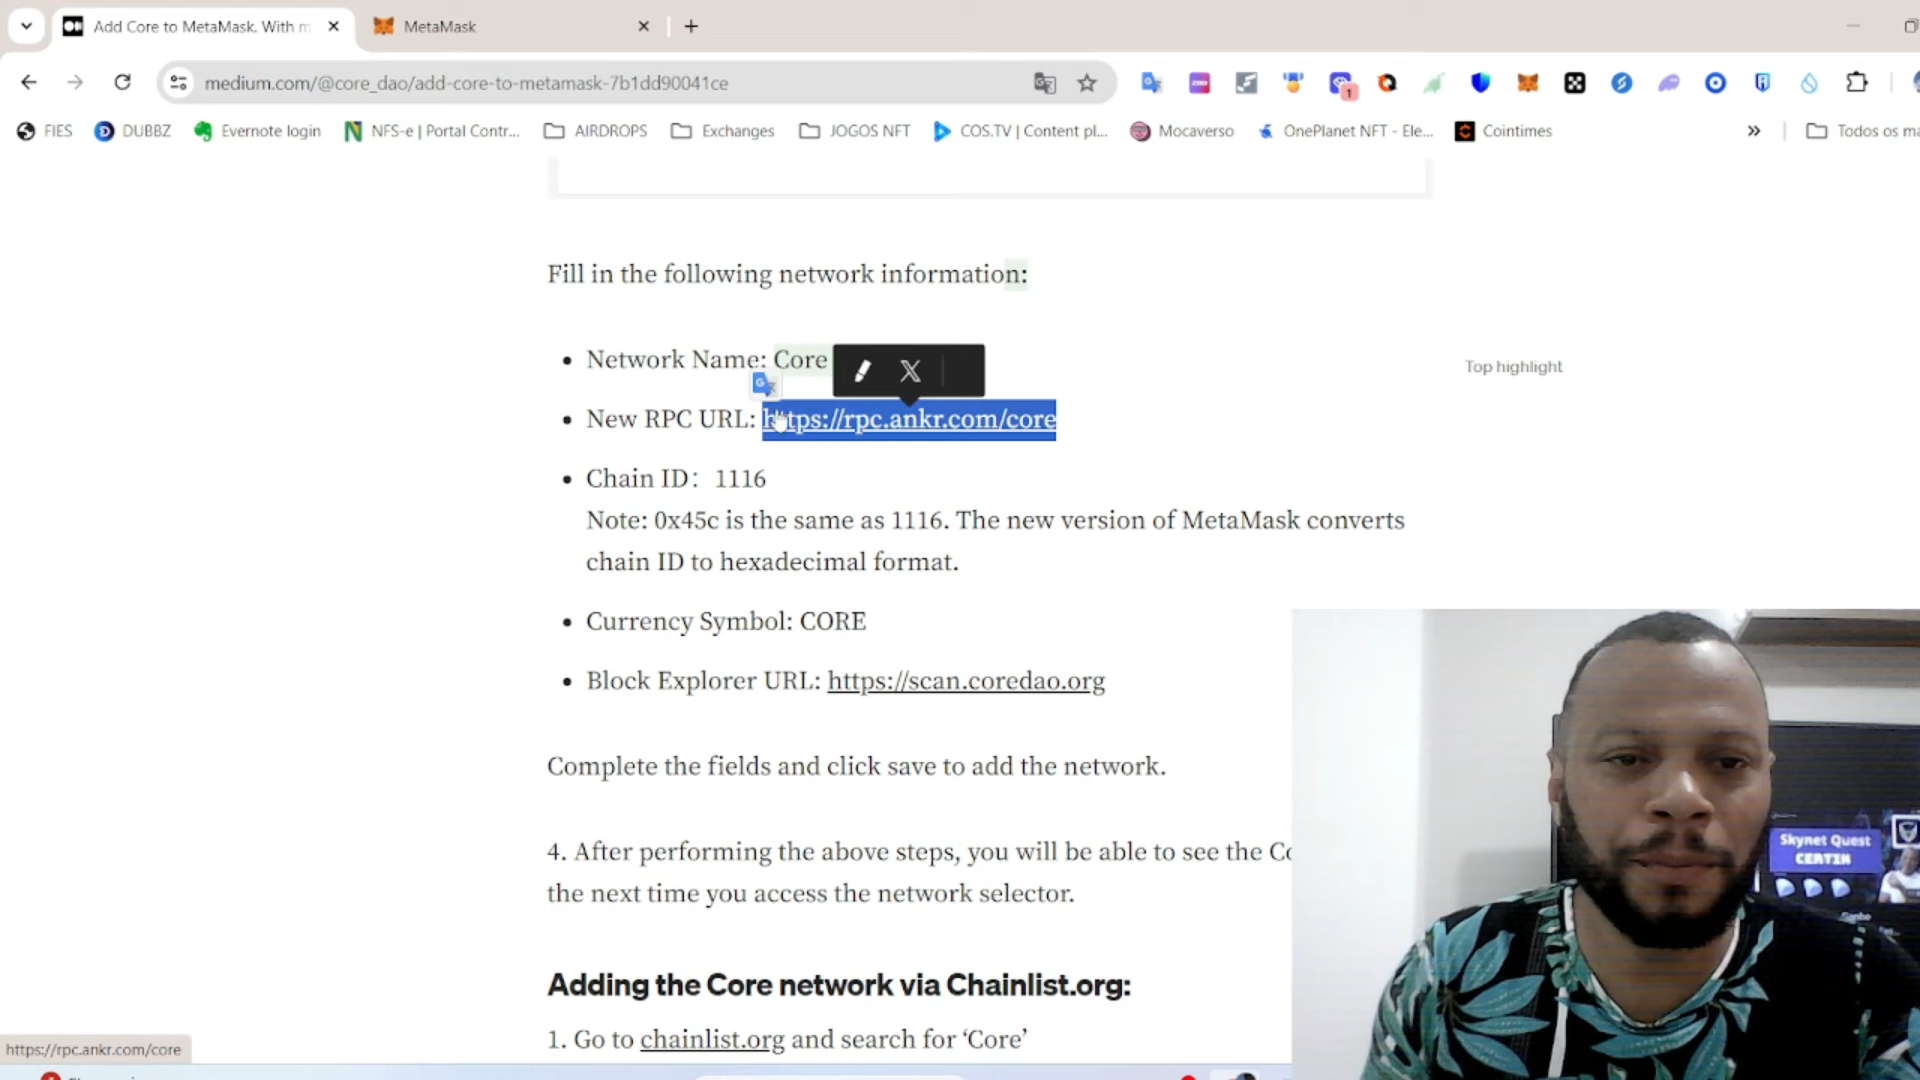 Add Core to MetaMask. With m
MetaMask
medium.com/@core_dao/add-core-to-metamask-7b1dd90041ce
1
FIES
DUBBZ
Evernote login
NFS-e | Portal Contr...
AIRDROPS
Exchanges
JOGOS NFT
COS.TV | Content pl...
Mocaverso
OnePlanet NFT - Ele...
Cointimes
Todos os ma
Fill in the following network information:
Network Name: Core
Top highlight
New RPC URL: https://rpc.ankr.com/core
Chain ID: 1116
Note: 0x45c is the same as 1116. The new version of MetaMask converts
chain ID to hexadecimal format.
Currency Symbol: CORE
Block Explorer URL: https://scan.coredao.org
Complete the fields and click save to add the network.
4. After performing the above steps, you will be able to see the Co
the next time you access the network selector.
Skynet Quest
CERTIK
Adding the Core network via Chainlist.org:
1. Go to chainlist.org and search for ‘Core’
https://rpc.ankr.com/core